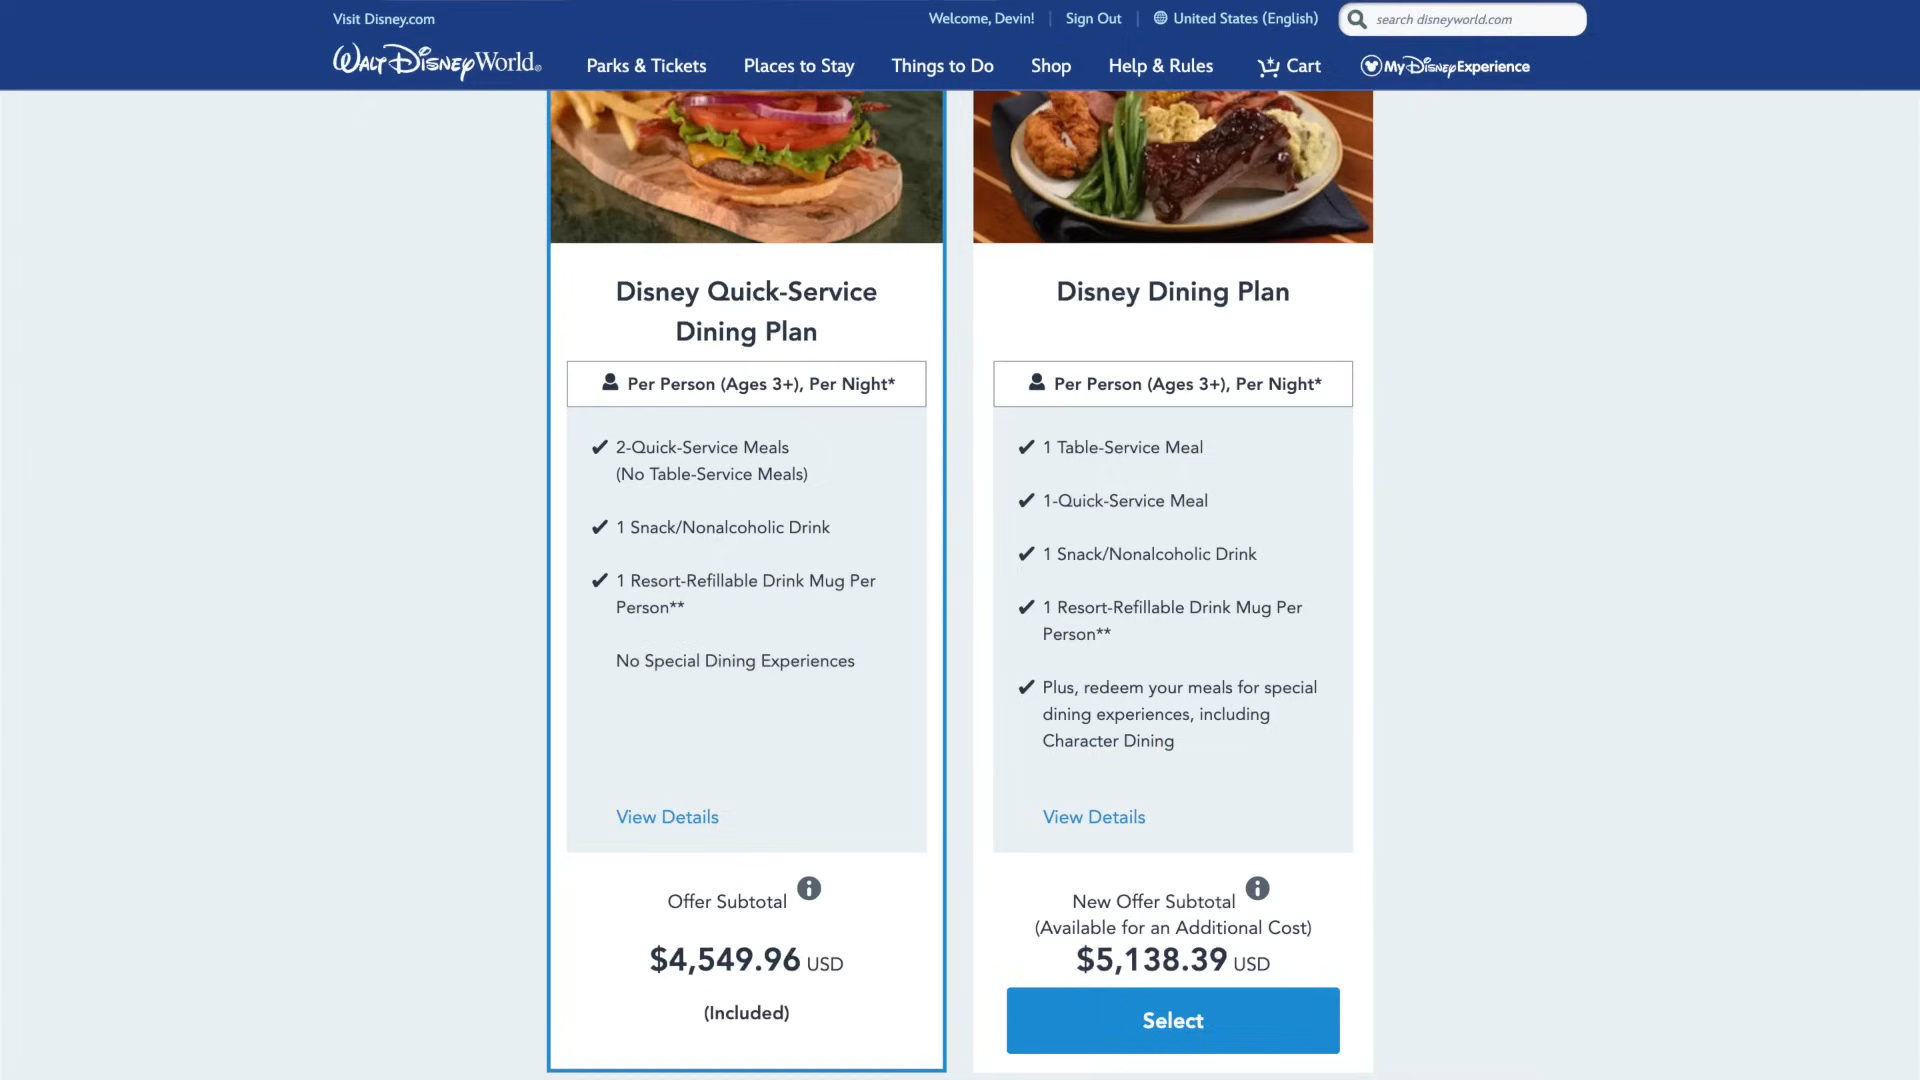 Visit Disney.com
Welcome, Devin!
Sign Out
United States (English)
search disneyworld.com
Walt Disney World.
Parks & Tickets
Places to Stay
Things to Do
Shop
Help & Rules
Cart
My Disney Experience
Disney Quick-Service
Dining Plan
Per Person (Ages 3+), Per Night*
✔ 2-Quick-Service Meals
(No Table-Service Meals)
✔ 1 Snack/Nonalcoholic Drink
✔ 1 Resort-Refillable Drink Mug Per
Person**
No Special Dining Experiences
View Details
Offer Subtotal
$4,549.96 USD
(Included)
Disney Dining Plan
Per Person (Ages 3+), Per Night*
✔ 1 Table-Service Meal
✔ 1-Quick-Service Meal
✔ 1 Snack/Nonalcoholic Drink
✔ 1 Resort-Refillable Drink Mug Per
Person**
✔ Plus, redeem your meals for special
dining experiences, including
Character Dining
View Details
New Offer Subtotal
(Available for an Additional Cost)
$5,138.39 USD
Select